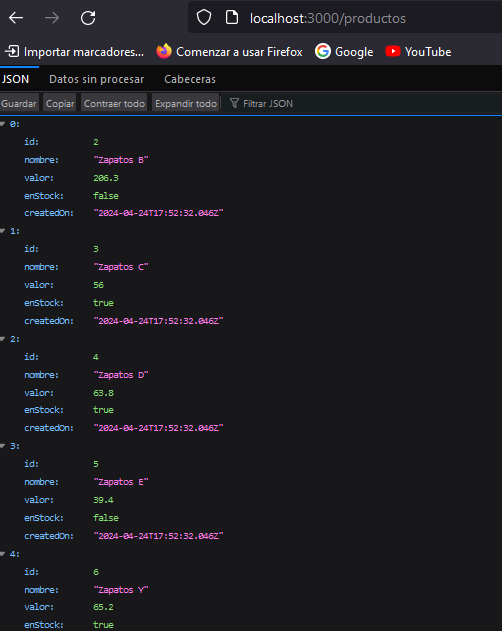 localhost:3000/productos
Importar marcadores... Comenzar a usar Firefox Google YouTube
JSON Datos sin procesar Cabeceras
Guardar Copiar Contraer todo Expandir todo Filtrar JSON
0:
id: 2
nombre: "Zapatos B"
valor: 206.3
enStock: false
createdOn: "2024-04-24T17:52:32.046Z"
1:
id: 3
nombre: "Zapatos C"
valor: 56
enStock: true
createdOn: "2024-04-24T17:52:32.046Z"
2:
id: 4
nombre: "Zapatos D"
valor: 63.8
enStock: true
createdOn: "2024-04-24T17:52:32.046Z"
3:
id: 5
nombre: "Zapatos E"
valor: 39.4
enStock: false
createdOn: "2024-04-24T17:52:32.046Z"
4:
id: 6
nombre: "Zapatos Y"
valor: 65.2
enStock: true